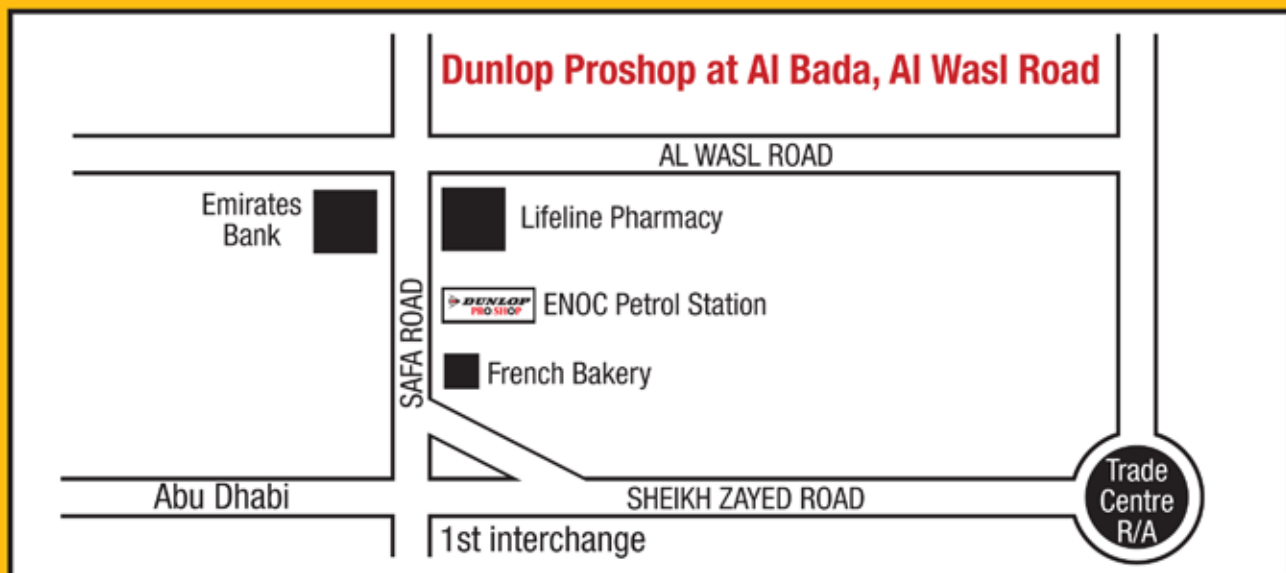 Dunlop Proshop at Al Bada, Al Wasl Road
AL WASL ROAD
Emirates
Bank
Lifeline Pharmacy
SAFA ROAD
DUNLOP
PRO SHOP
ENOC Petrol Station
French Bakery
Abu Dhabi
SHEIKH ZAYED ROAD
Trade
Centre
R/A
1st interchange